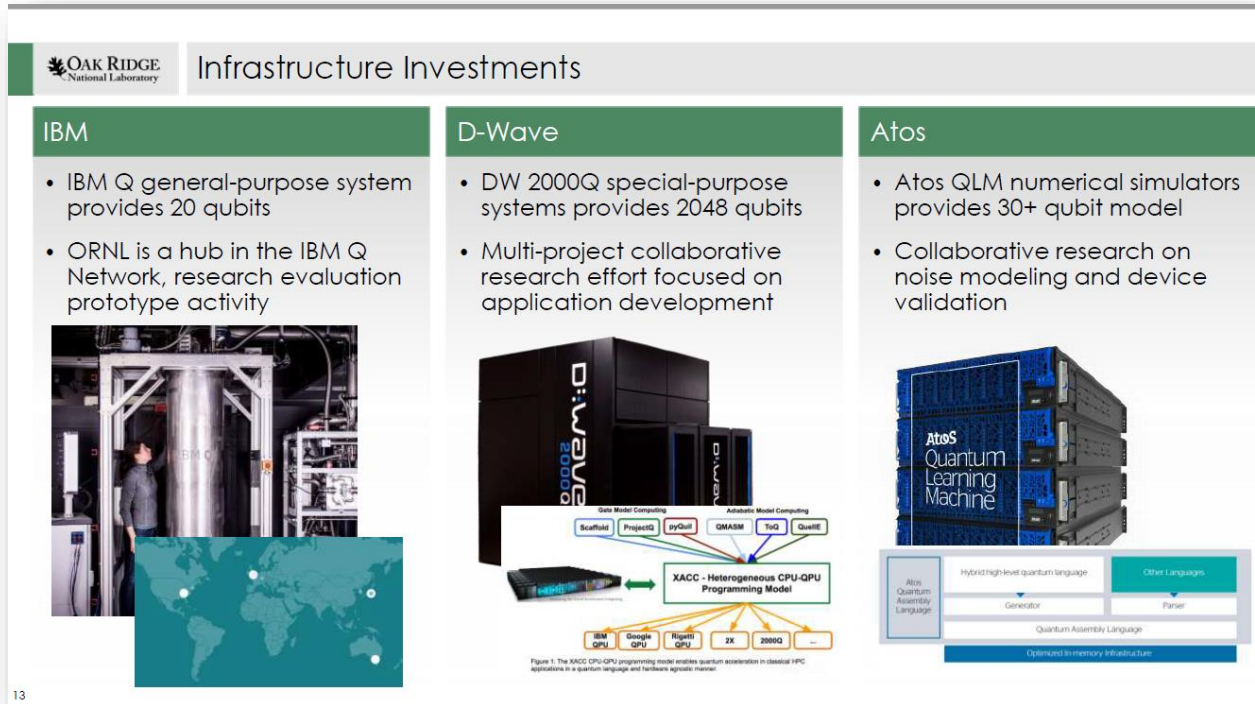 OAK RIDGE
National Laboratory
Infrastructure Investments
IBM
• IBM Q general-purpose system
provides 20 qubits
• ORNL is a hub in the IBM Q
Network, research evaluation
prototype activity
IBM Q
D-Wave
• DW 2000Q special-purpose
systems provides 2048 qubits
• Multi-project collaborative
research effort focused on
application development
D:wave
2000Q
D:wave
Gate Model Computing
Adiabatic Model Computing
Scaffold
ProjectQ
pyQuil
QMASM
ToQ
QuellE
XACC - Heterogeneous CPU-QPU
Programming Model
IBM
QPU
Google
QPU
Rigetti
QPU
2X
2000Q
...
Figure 1: The XACC CPU-QPU programming model enables quantum acceleration in classical HPC
applications in a quantum language and hardware agnostic manner.
Atos
• Atos QLM numerical simulators
provides 30+ qubit model
• Collaborative research on
noise modeling and device
validation
Atos
Quantum
Learning
Machine
Atos
Quantum
Assembly
Language
Hybrid high-level quantum language
Other Languages
Generator
Parser
Quantum Assembly Language
Optimized In-memory Infrastructure
13